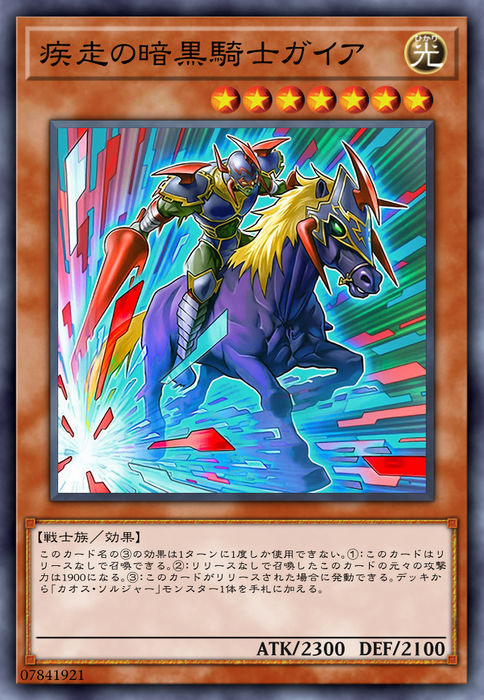 疾走の暗黒騎士ガイア
ひかり
光
【戦士族／効果】
このカード名の③の効果は1ターンに1度しか使用できない。①:このカードはリ
リースなしで召喚できる。②:リリースなしで召喚したこのカードの元々の攻撃
力は1900になる。③:このカードがリリースされた場合に発動できる。デッキか
ら「カオス・ソルジャー」モンスター1体を手札に加える。
ATK/2300 DEF/2100
07841921